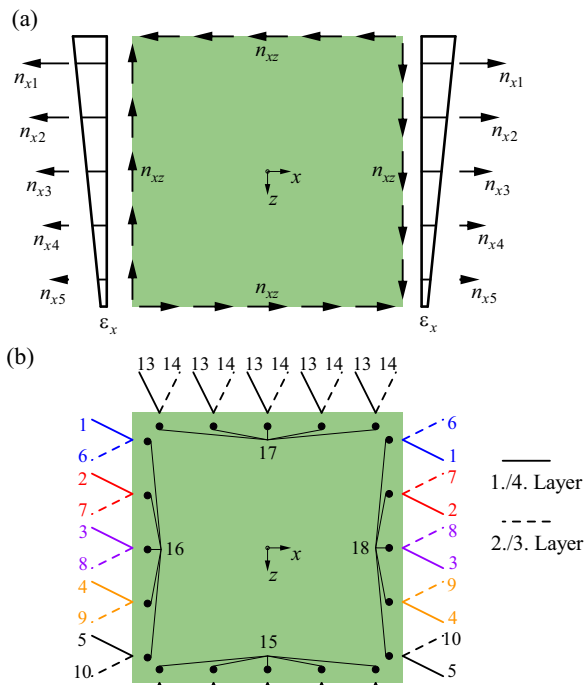 (a)
n_xz
n_x1 n_x1
n_x2 n_x2
n_x3 n_xz x n_xz n_x3
z
n_x4 n_x4
n_x5 n_xz n_x5
ε_x ε_x
(b)
13 14 13 14 13 14 13 14 13 14
1 6
6 17 1
2 7
7 2
1./4. Layer
3 8
16 x 18
8 3
2./3. Layer
z
4 9
9 4
5 15 10
10 5